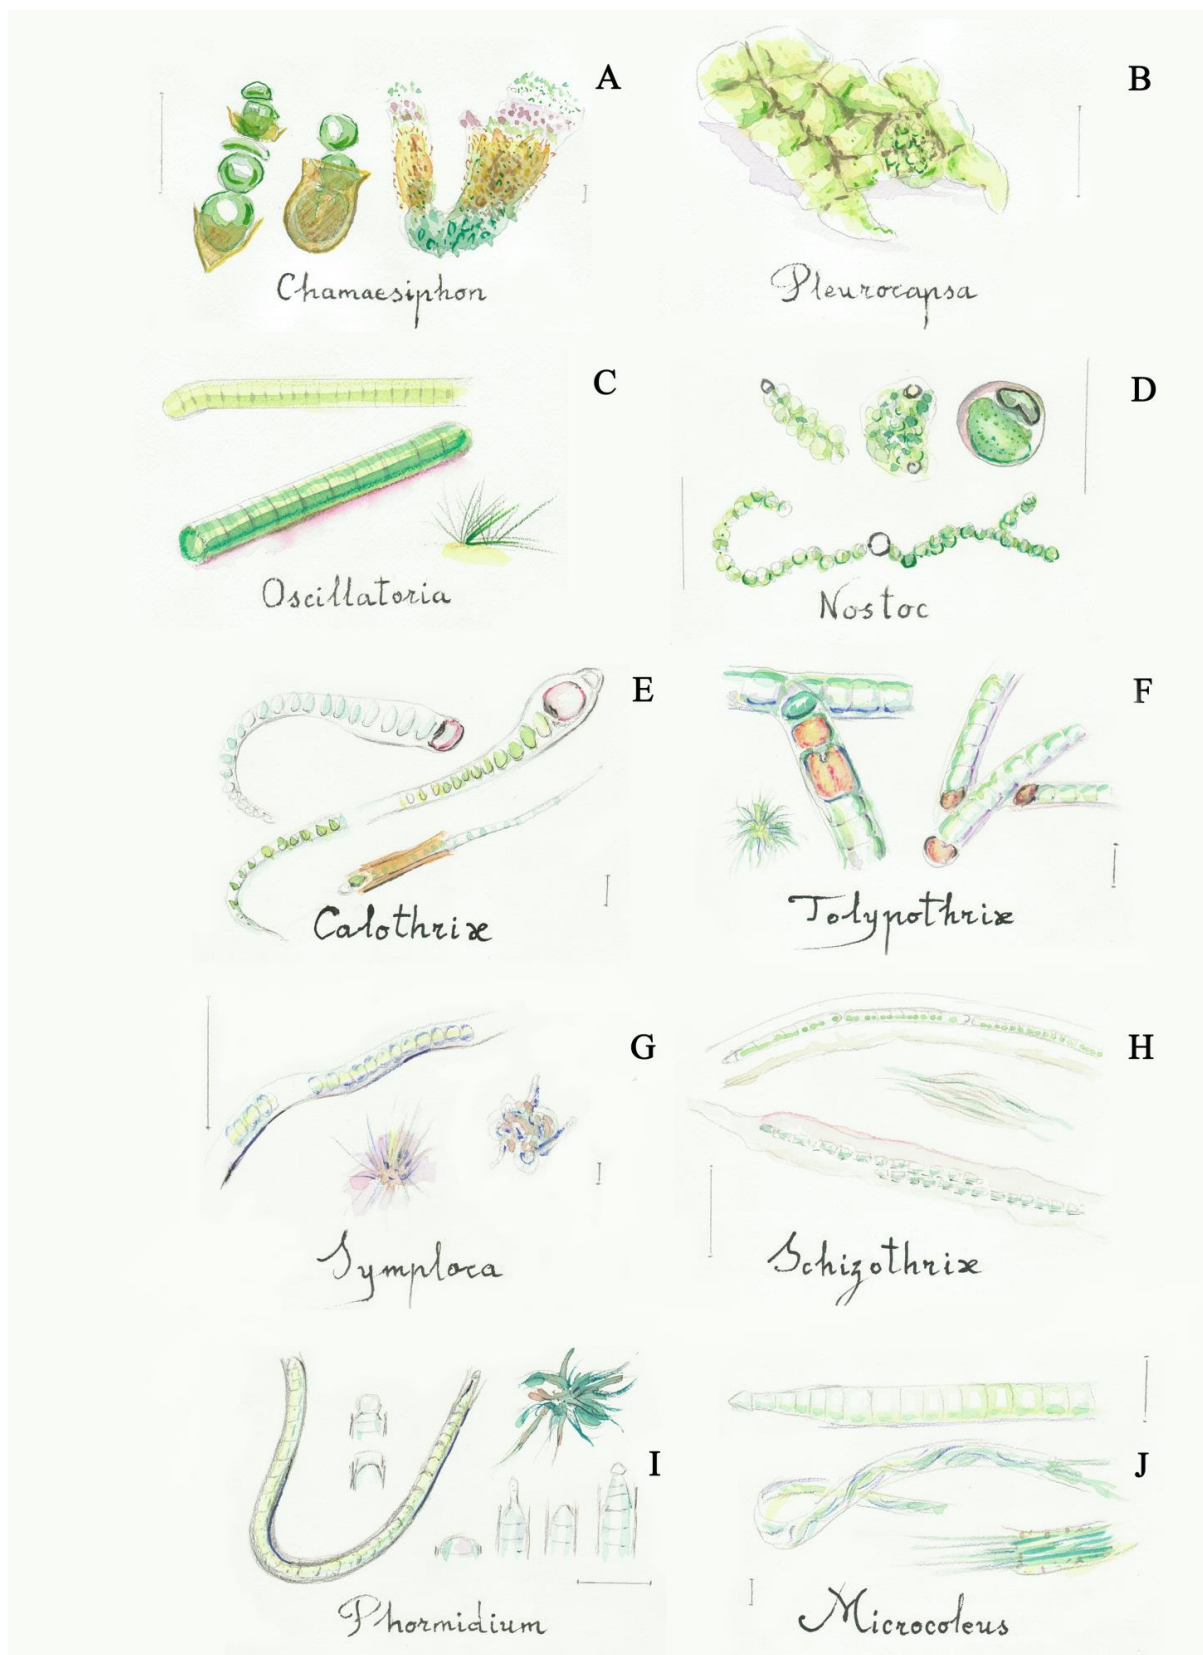 A
B
Chamaesiphon
Pleurocapsa
C
D
Oscillatoria
Nostoc
E
F
Calothrix
Tolypothrix
G
H
Symploca
Schizothrix
I
J
Phormidium
Microcoleus